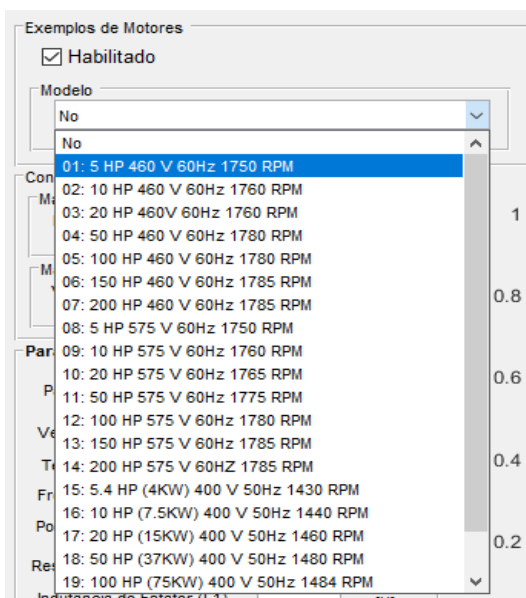 Exemplos de Motores
Habilitado
Modelo
No
No
01: 5 HP 460 V 60Hz 1750 RPM
02: 10 HP 460 V 60Hz 1760 RPM
03: 20 HP 460V 60Hz 1760 RPM
04: 50 HP 460 V 60Hz 1780 RPM
05: 100 HP 460 V 60Hz 1780 RPM
06: 150 HP 460 V 60Hz 1785 RPM
07: 200 HP 460 V 60Hz 1785 RPM
08: 5 HP 575 V 60Hz 1750 RPM
09: 10 HP 575 V 60Hz 1760 RPM
10: 20 HP 575 V 60Hz 1765 RPM
11: 50 HP 575 V 60Hz 1775 RPM
12: 100 HP 575 V 60Hz 1780 RPM
13: 150 HP 575 V 60Hz 1785 RPM
14: 200 HP 575 V 60HZ 1785 RPM
15: 5.4 HP (4KW) 400 V 50Hz 1430 RPM
16: 10 HP (7.5KW) 400 V 50Hz 1440 RPM
17: 20 HP (15KW) 400 V 50Hz 1460 RPM
18: 50 HP (37KW) 400 V 50Hz 1480 RPM
19: 100 HP (75KW) 400 V 50Hz 1484 RPM
Con
Ma
M
Par
P
Ve
Te
Fr
Po
Res
1
0.8
0.6
0.4
0.2